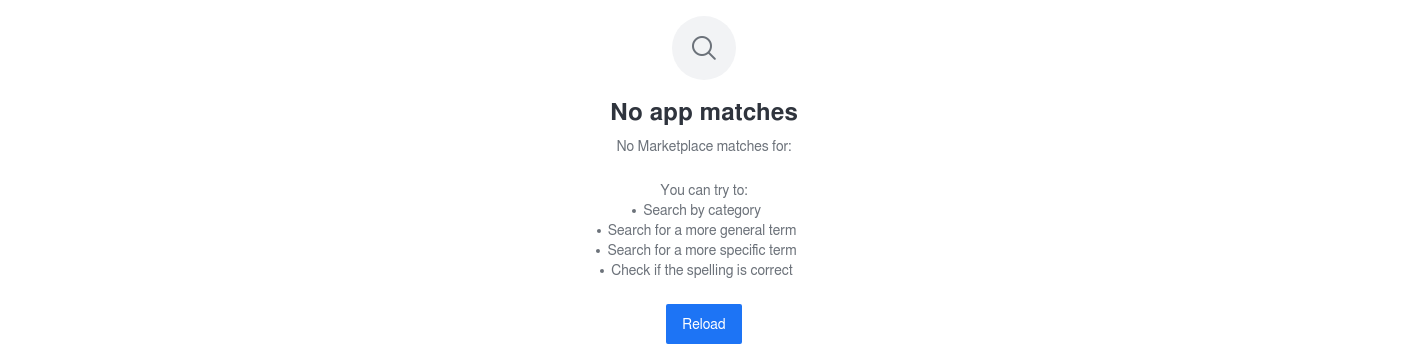 No app matches
No Marketplace matches for:
You can try to:
• Search by category
• Search for a more general term
• Search for a more specific term
• Check if the spelling is correct
Reload